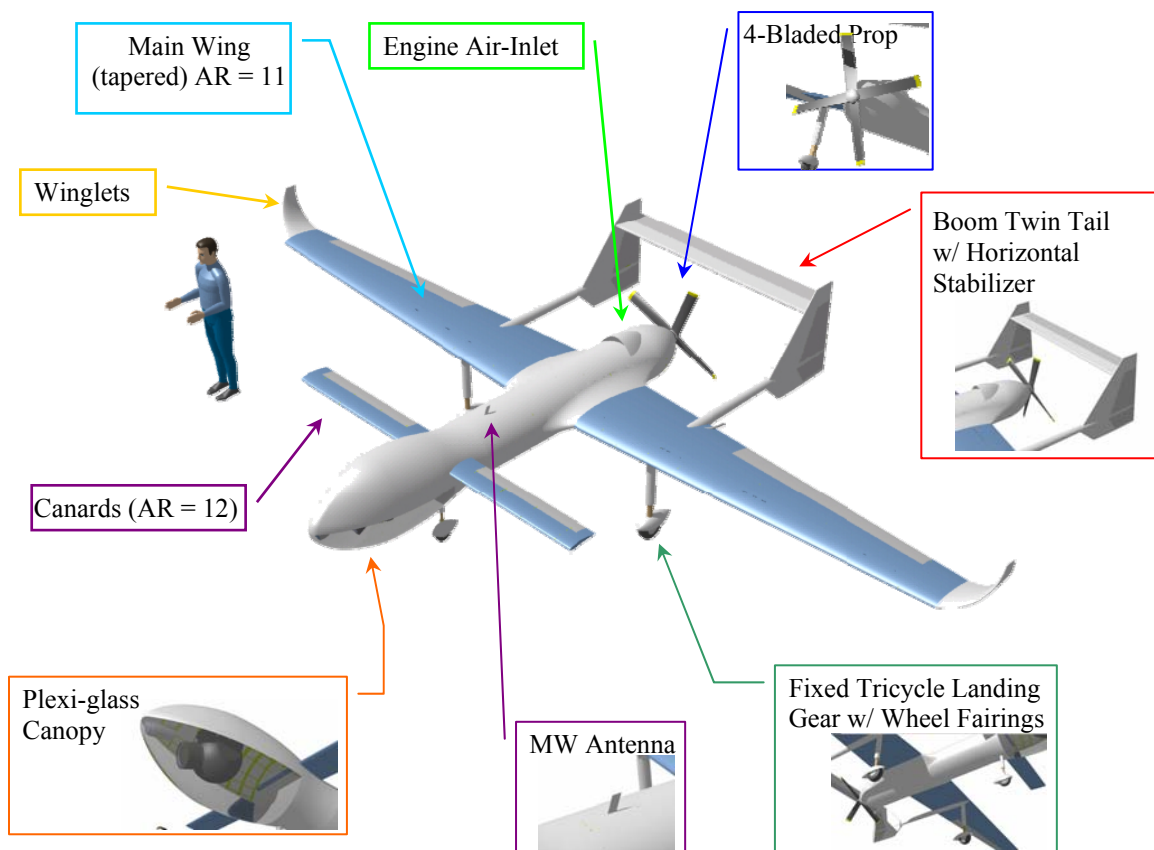 Main Wing
(tapered) AR = 11
Engine Air-Inlet
4-Bladed Prop
Winglets
Boom Twin Tail
w/ Horizontal
Stabilizer
Canards (AR = 12)
Plexi-glass
Canopy
MW Antenna
Fixed Tricycle Landing
Gear w/ Wheel Fairings